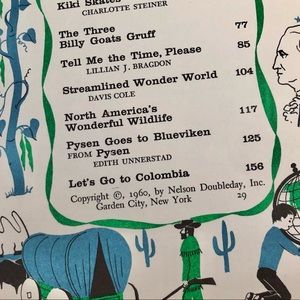 Kiki Skates
CHARLOTTE STEINER
The Three
Billy Goats Gruff 77
Tell Me the Time, Please 85
LILLIAN J. BRAGDON
Streamlined Wonder World 104
DAVIS COLE
North America's
Wonderful Wildlife 117
Pysen Goes to Blueviken 125
FROM Pysen
EDITH UNNERSTAD
Let's Go to Colombia 156
Copyright ©, 1960, by Nelson Doubleday, Inc.
Garden City, New York
29